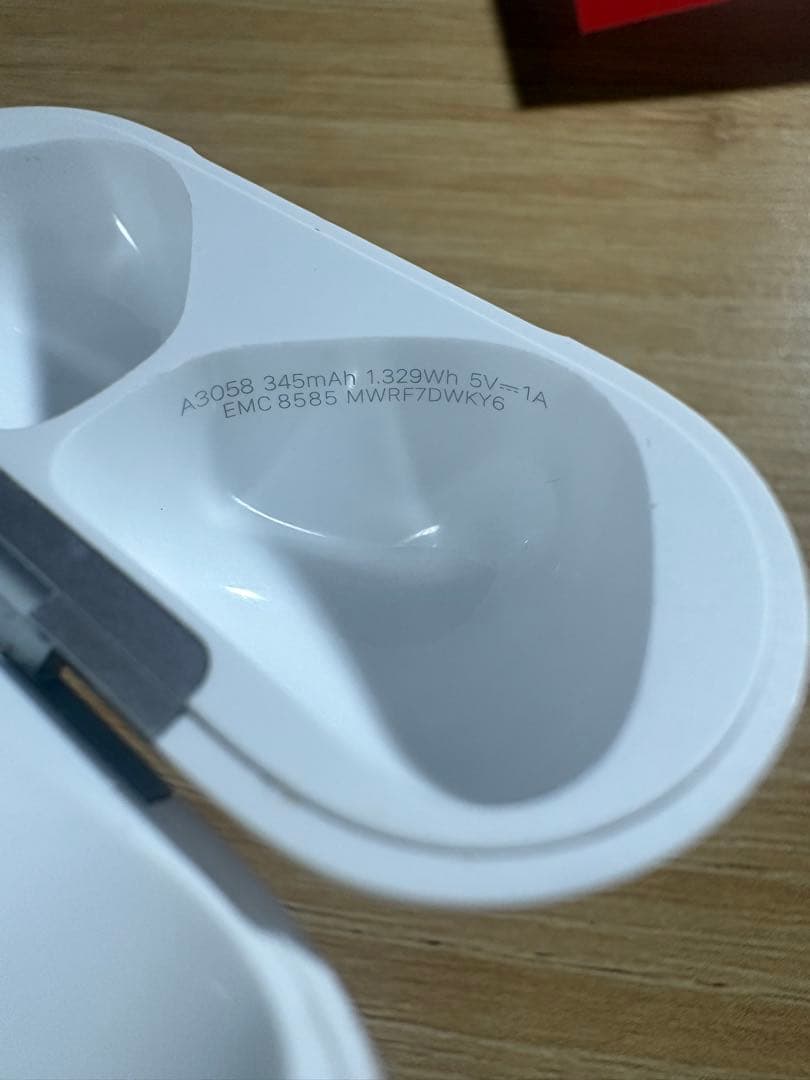 A3058 345mAh 1.329Wh 5V⎓1A
EMC 8585 MWRF7DWKY6